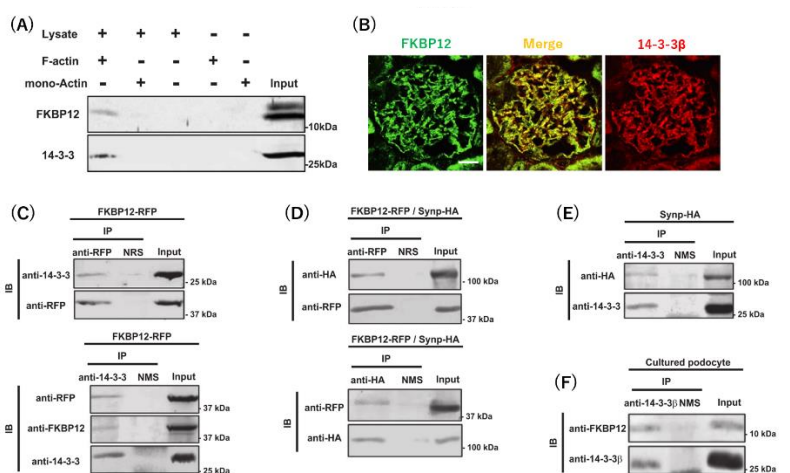 (A)
Lysate + + + - -
F-actin + - - + -
mono-Actin - + - - + Input
FKBP12
-10kDa
14-3-3
-25kDa
(B)
FKBP12 Merge 14-3-3β
(C)
FKBP12-RFP
IP
anti-RFP NRS Input
IB
anti-14-3-3
- 25 kDa
anti-RFP
- 37 kDa
FKBP12-RFP
IP
anti-14-3-3 NMS Input
IB
anti-RFP
- 37 kDa
anti-FKBP12
- 37 kDa
anti-14-3-3
- 25 kDa
(D)
FKBP12-RFP / Synp-HA
IP
anti-RFP NRS Input
IB
anti-HA
- 100 kDa
anti-RFP
- 37 kDa
FKBP12-RFP / Synp-HA
IP
anti-HA NMS Input
IB
anti-RFP
- 37 kDa
anti-HA
- 100 kDa
(E)
Synp-HA
IP
anti-14-3-3 NMS Input
IB
anti-HA
- 100 kDa
anti-14-3-3
- 25 kDa
(F)
Cultured podocyte
IP
anti-14-3-3β NMS Input
IB
anti-FKBP12
- 10 kDa
anti-14-3-3β
- 25 kDa